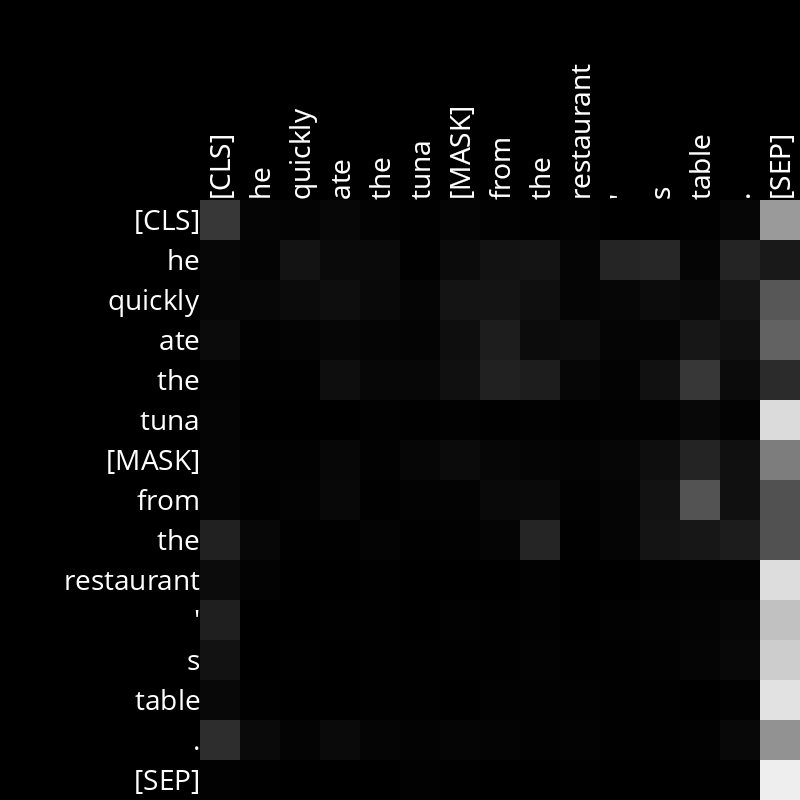 [CLS] he quickly ate the tuna [MASK] from the restaurant ' s table . [SEP]
[CLS]
he
quickly
ate
the
tuna
[MASK]
from
the
restaurant
'
s
table
.
[SEP]